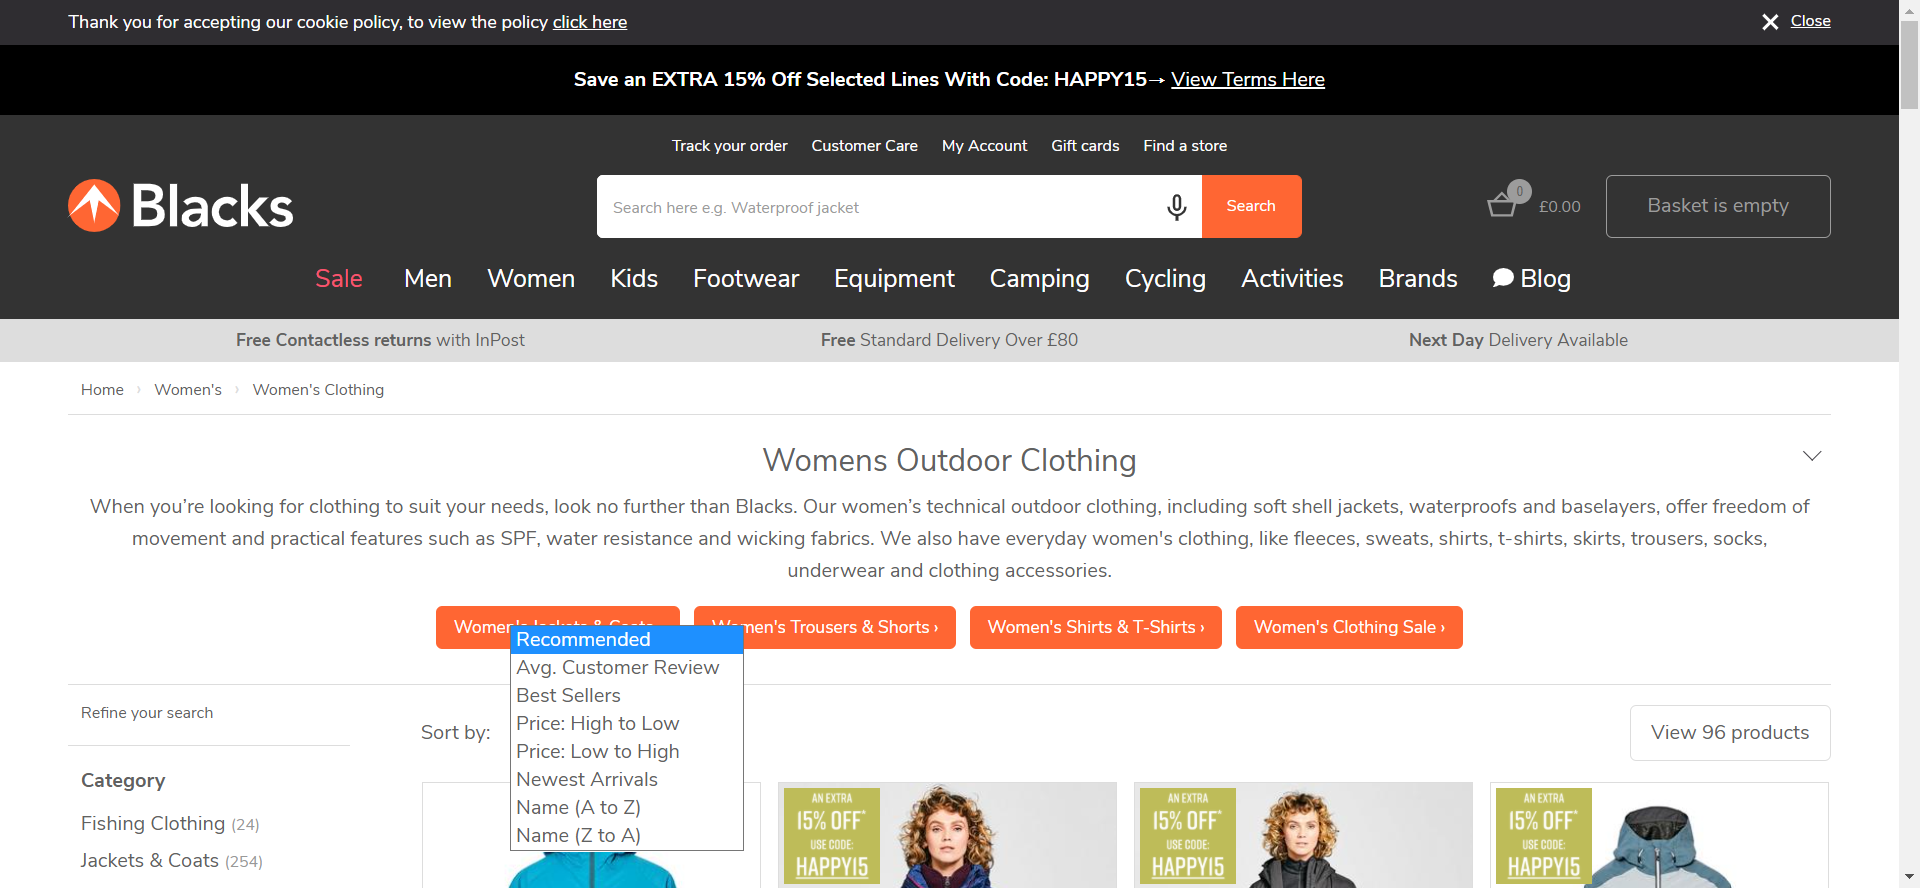 Thank you for accepting our cookie policy, to view the policy click here
Close
Save an EXTRA 15% Off Selected Lines With Code: HAPPY15→ View Terms Here
Track your order
Customer Care
My Account
Gift cards
Find a store
Blacks
Search here e.g. Waterproof jacket
Search
0
£0.00
Basket is empty
Sale
Men
Women
Kids
Footwear
Equipment
Camping
Cycling
Activities
Brands
Blog
Free Contactless returns with InPost
Free Standard Delivery Over £80
Next Day Delivery Available
Home › Women's › Women's Clothing
Womens Outdoor Clothing
When you’re looking for clothing to suit your needs, look no further than Blacks. Our women’s technical outdoor clothing, including soft shell jackets, waterproofs and baselayers, offer freedom of
movement and practical features such as SPF, water resistance and wicking fabrics. We also have everyday women's clothing, like fleeces, sweats, shirts, t-shirts, skirts, trousers, socks,
underwear and clothing accessories.
Women's Jackets & Coats
Women's Trousers & Shorts ›
Women's Shirts & T-Shirts ›
Women's Clothing Sale ›
Recommended
Avg. Customer Review
Best Sellers
Price: High to Low
Price: Low to High
Newest Arrivals
Name (A to Z)
Name (Z to A)
Refine your search
Sort by:
View 96 products
Category
Fishing Clothing (24)
Jackets & Coats (254)
AN EXTRA
15% OFF*
USE CODE:
HAPPY15
AN EXTRA
15% OFF*
USE CODE:
HAPPY15
AN EXTRA
15% OFF*
USE CODE:
HAPPY15